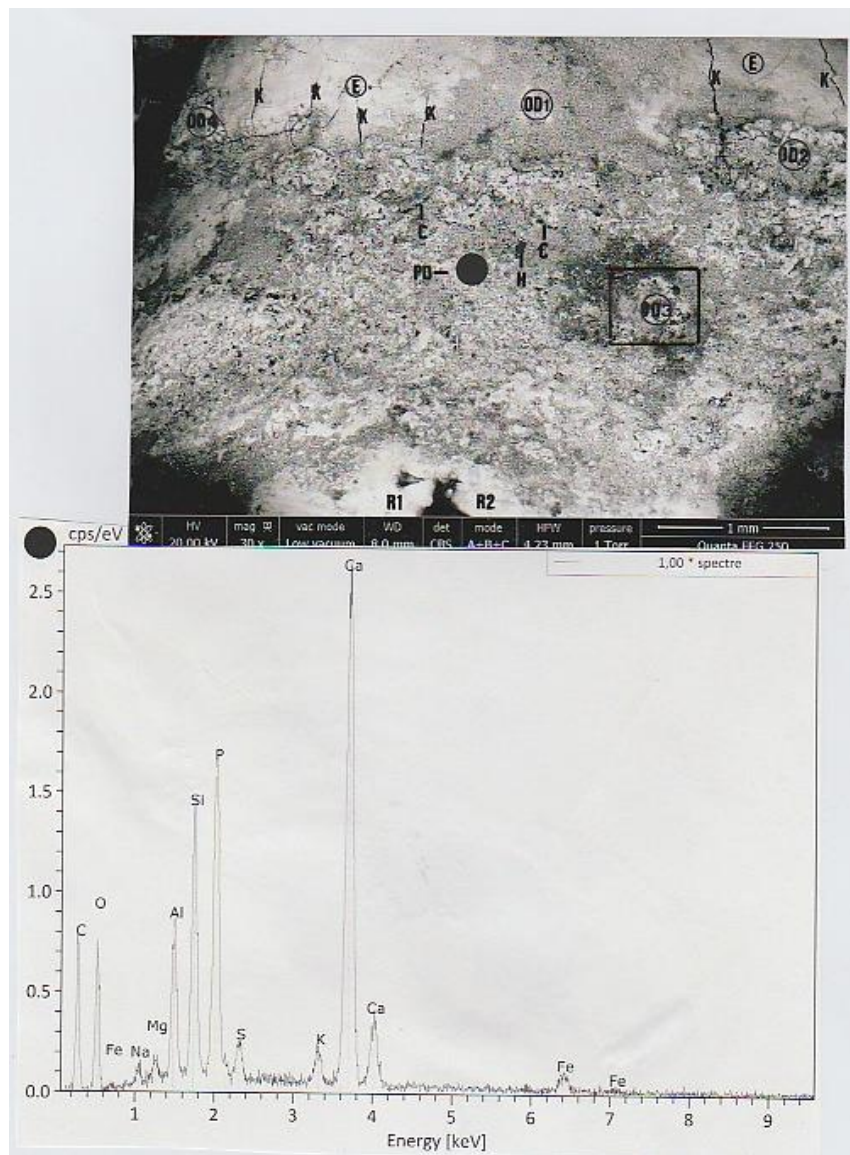 E
E
K
K
K
K
K
K
OD4
OD1
OD2
I
C
I
C
PD
I
H
OD3
R1 R2
HV mag vac mode WD det mode HFW pressure 1 mm
20.00 kV 30 x Low vacuum 8.0 mm CBS A+B+C 4.23 mm 1 Torr Quanta FEG 250
cps/eV
1,00 * spectre
Ca
2.5
2.0
P
1.5
Si
1.0
O
Al
C
0.5
Ca
Mg
S
K
Fe
Na
Fe
Fe
0.0
1 2 3 4 5 6 7 8 9
Energy [keV]